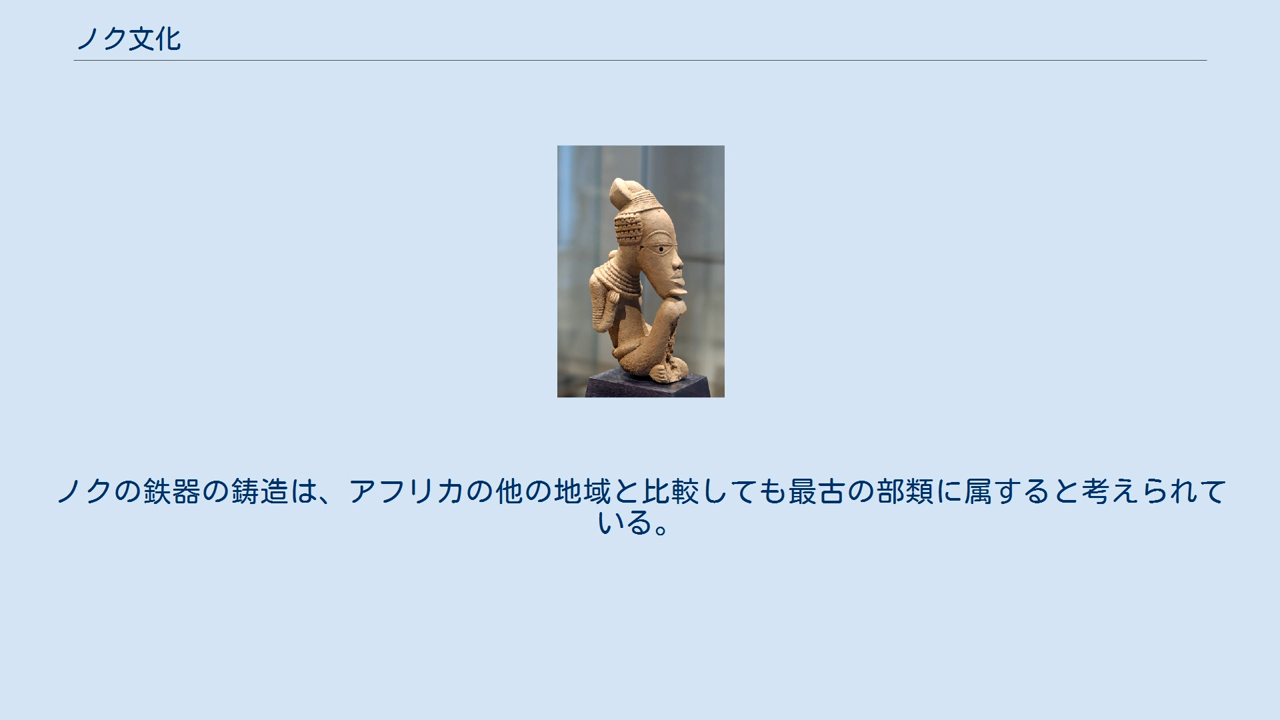 ノク文化
ノクの鉄器の鋳造は、アフリカの他の地域と比較しても最古の部類に属すると考えられて
いる。